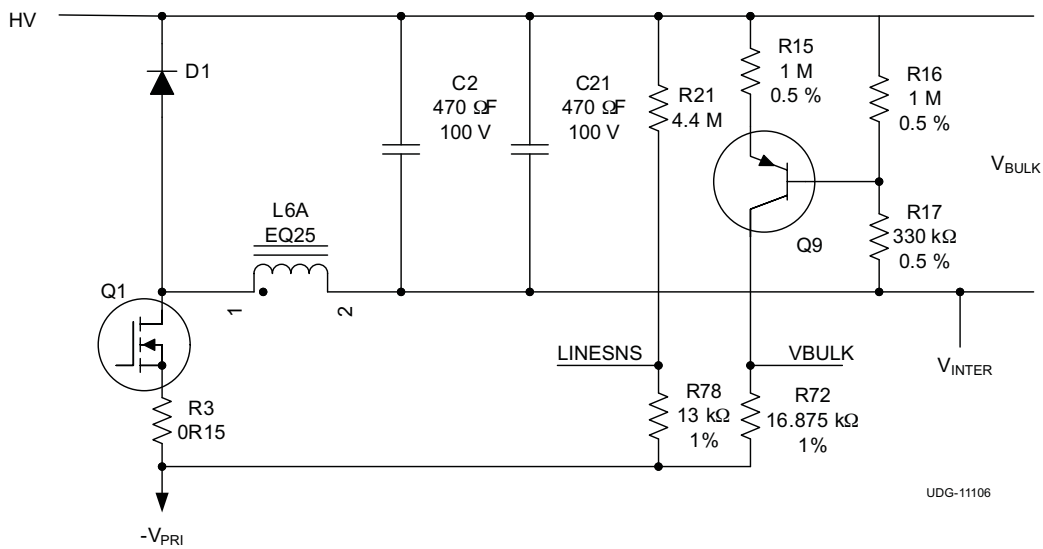 HV
D1
C2
470 ΩF
100 V
C21
470 ΩF
100 V
R21
4.4 M
R15
1 M
0.5 %
R16
1 M
0.5 %
VBULK
R17
330 kΩ
0.5 %
Q9
L6A
EQ25
1
2
Q1
LINESNS
VBULK
VINTER
R3
0R15
R78
13 kΩ
1%
R72
16.875 kΩ
1%
-VPRI
UDG-11106